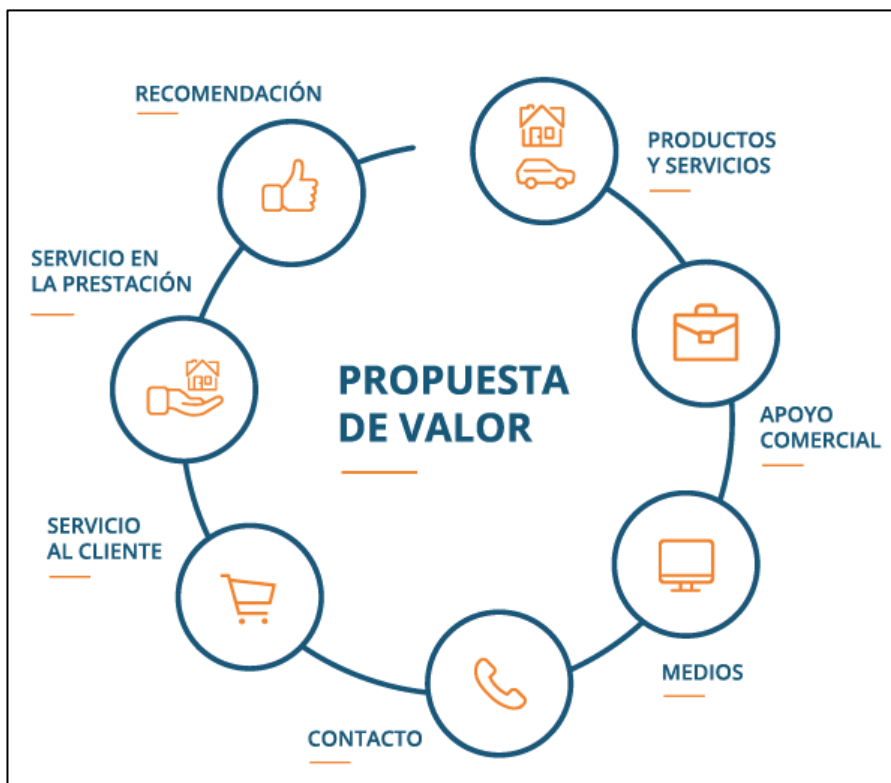 RECOMENDACIÓN
PRODUCTOS
Y SERVICIOS
SERVICIO EN
LA PRESTACIÓN
PROPUESTA
DE VALOR
APOYO
COMERCIAL
SERVICIO
AL CLIENTE
MEDIOS
CONTACTO